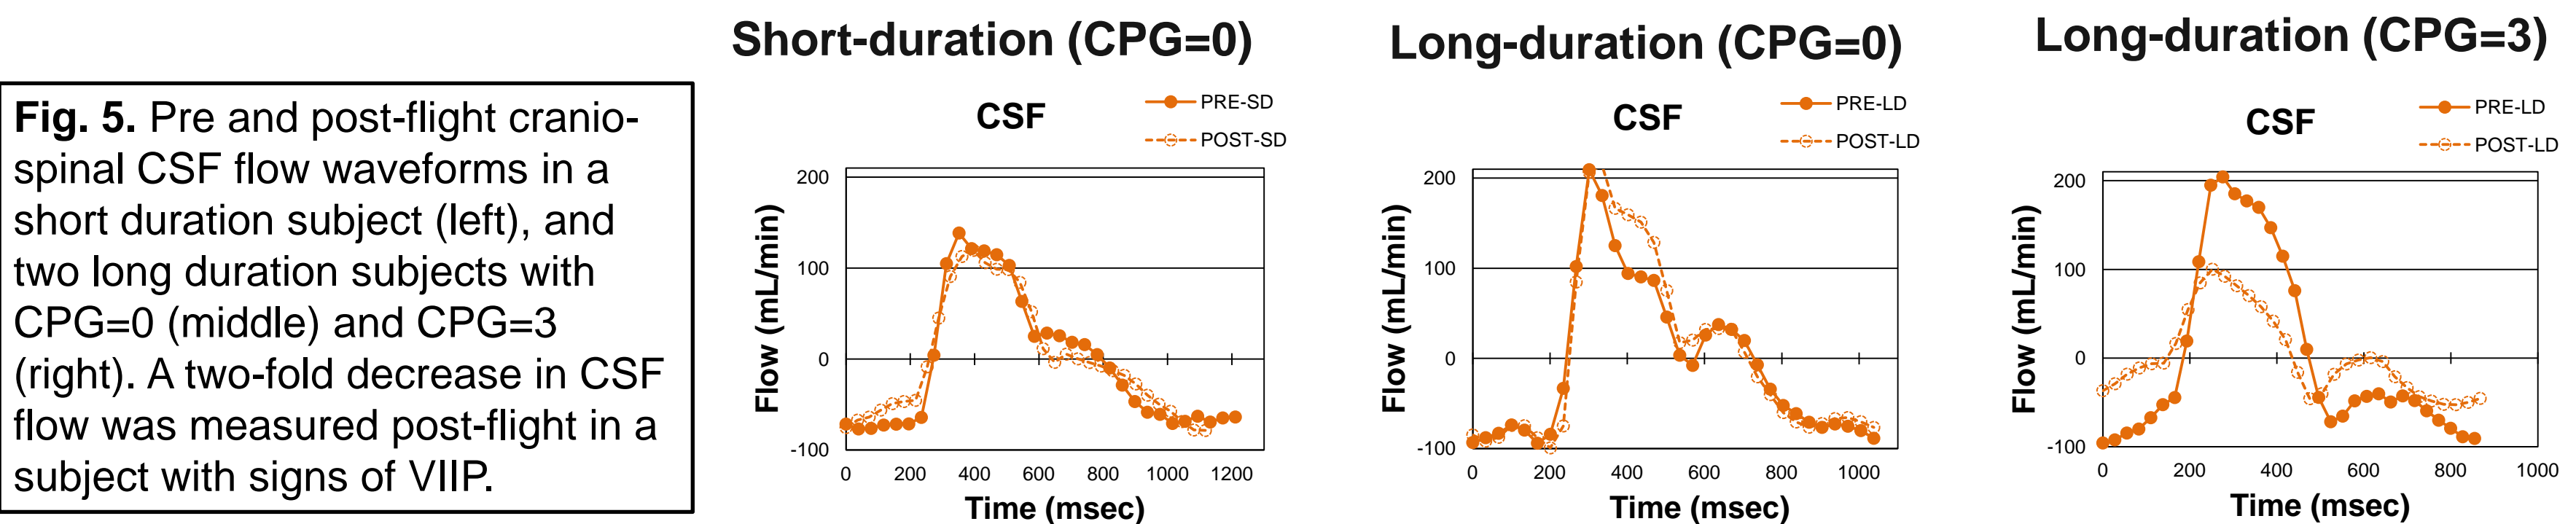 Fig. 5. Pre and post-flight cranio-
spinal CSF flow waveforms in a
short duration subject (left), and
two long duration subjects with
CPG=0 (middle) and CPG=3
(right). A two-fold decrease in CSF
flow was measured post-flight in a
subject with signs of VIIP.
Short-duration (CPG=0)
CSF
PRE-SD
POST-SD
Flow (mL/min)
200
100
0
-100
0 200 400 600 800 1000 1200
Time (msec)
Long-duration (CPG=0)
CSF
PRE-LD
POST-LD
Flow (mL/min)
200
100
0
-100
0 200 400 600 800 1000
Time (msec)
Long-duration (CPG=3)
CSF
PRE-LD
POST-LD
Flow (mL/min)
200
100
0
-100
0 200 400 600 800 1000
Time (msec)